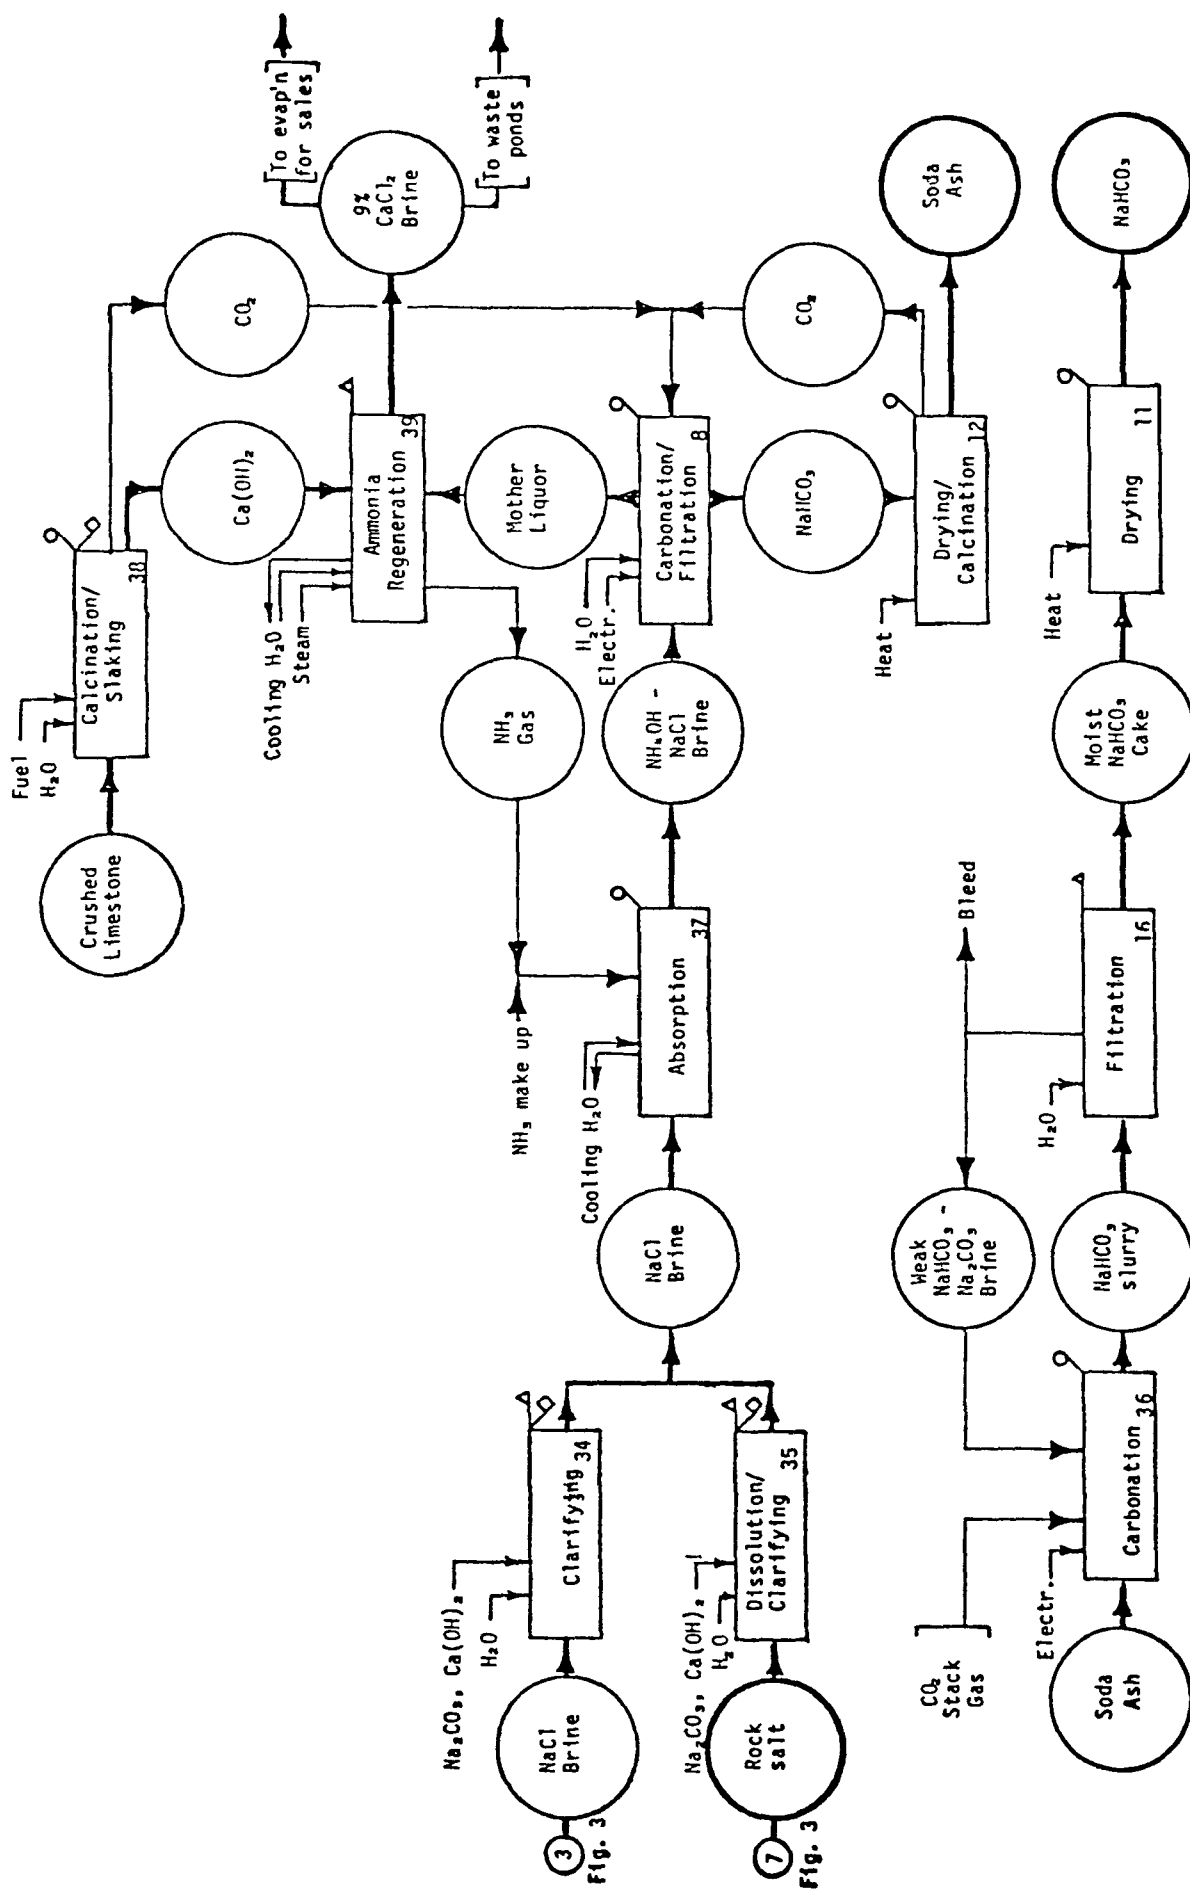 Crushed
Limestone
Fuel
H₂O
Calcination/
Slaking
38
CO₂
Ca(OH)₂
[To evap'n
for sales]
9%
CaCl₂
Brine
[To waste
ponds]
Cooling H₂O
Steam
Ammonia
Regeneration
39
NH₃
Gas
Mother
Liquor
NH₃ make up
Na₂CO₃, Ca(OH)₂
H₂O
3
Fig. 3
NaCl
Brine
Clarifying
34
Na₂CO₃, Ca(OH)₂
H₂O
7
Fig. 3
Rock
salt
Dissolution/
Clarifying
35
NaCl
Brine
Cooling H₂O
Absorption
37
NH₄OH -
NaCl
Brine
H₂O
Electr.
Carbonation/
Filtration
8
NaHCO₃
CO₂
Heat
Drying/
Calcination
12
Soda
Ash
CO₂
Stack
Gas
Electr.
Soda
Ash
Carbonation
36
Weak
NaHCO₃ -
Na₂CO₃
Brine
Bleed
NaHCO₃
slurry
H₂O
Filtration
16
Moist
NaHCO₃
Cake
Heat
Drying
11
NaHCO₃